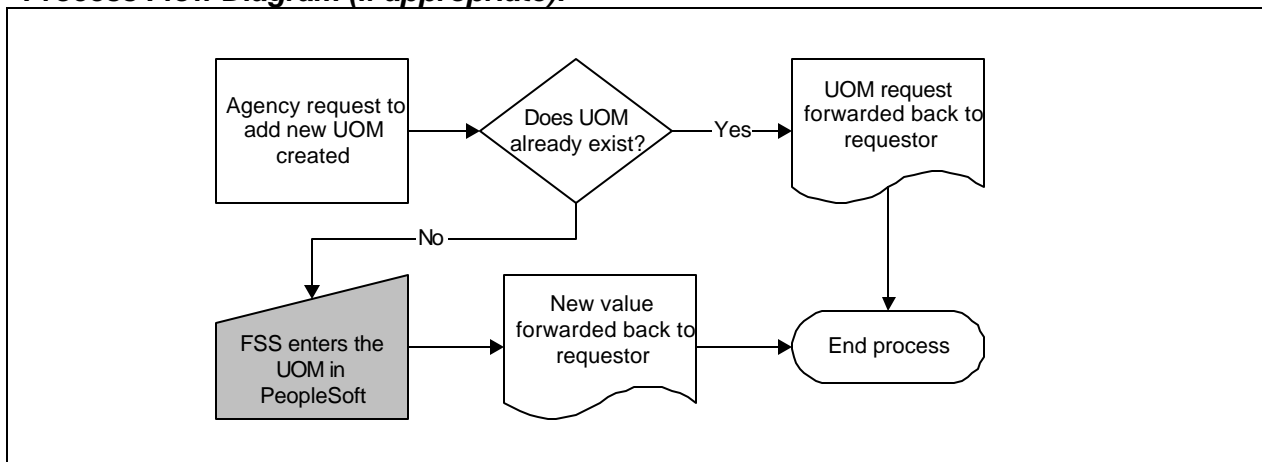 Process Flow Diagram (if appropriate):
Agency request to
add new UOM
created
Does UOM
already exist?
Yes
UOM request
forwarded back to
requestor
No
FSS enters the
UOM in
PeopleSoft
New value
forwarded back to
requestor
End process